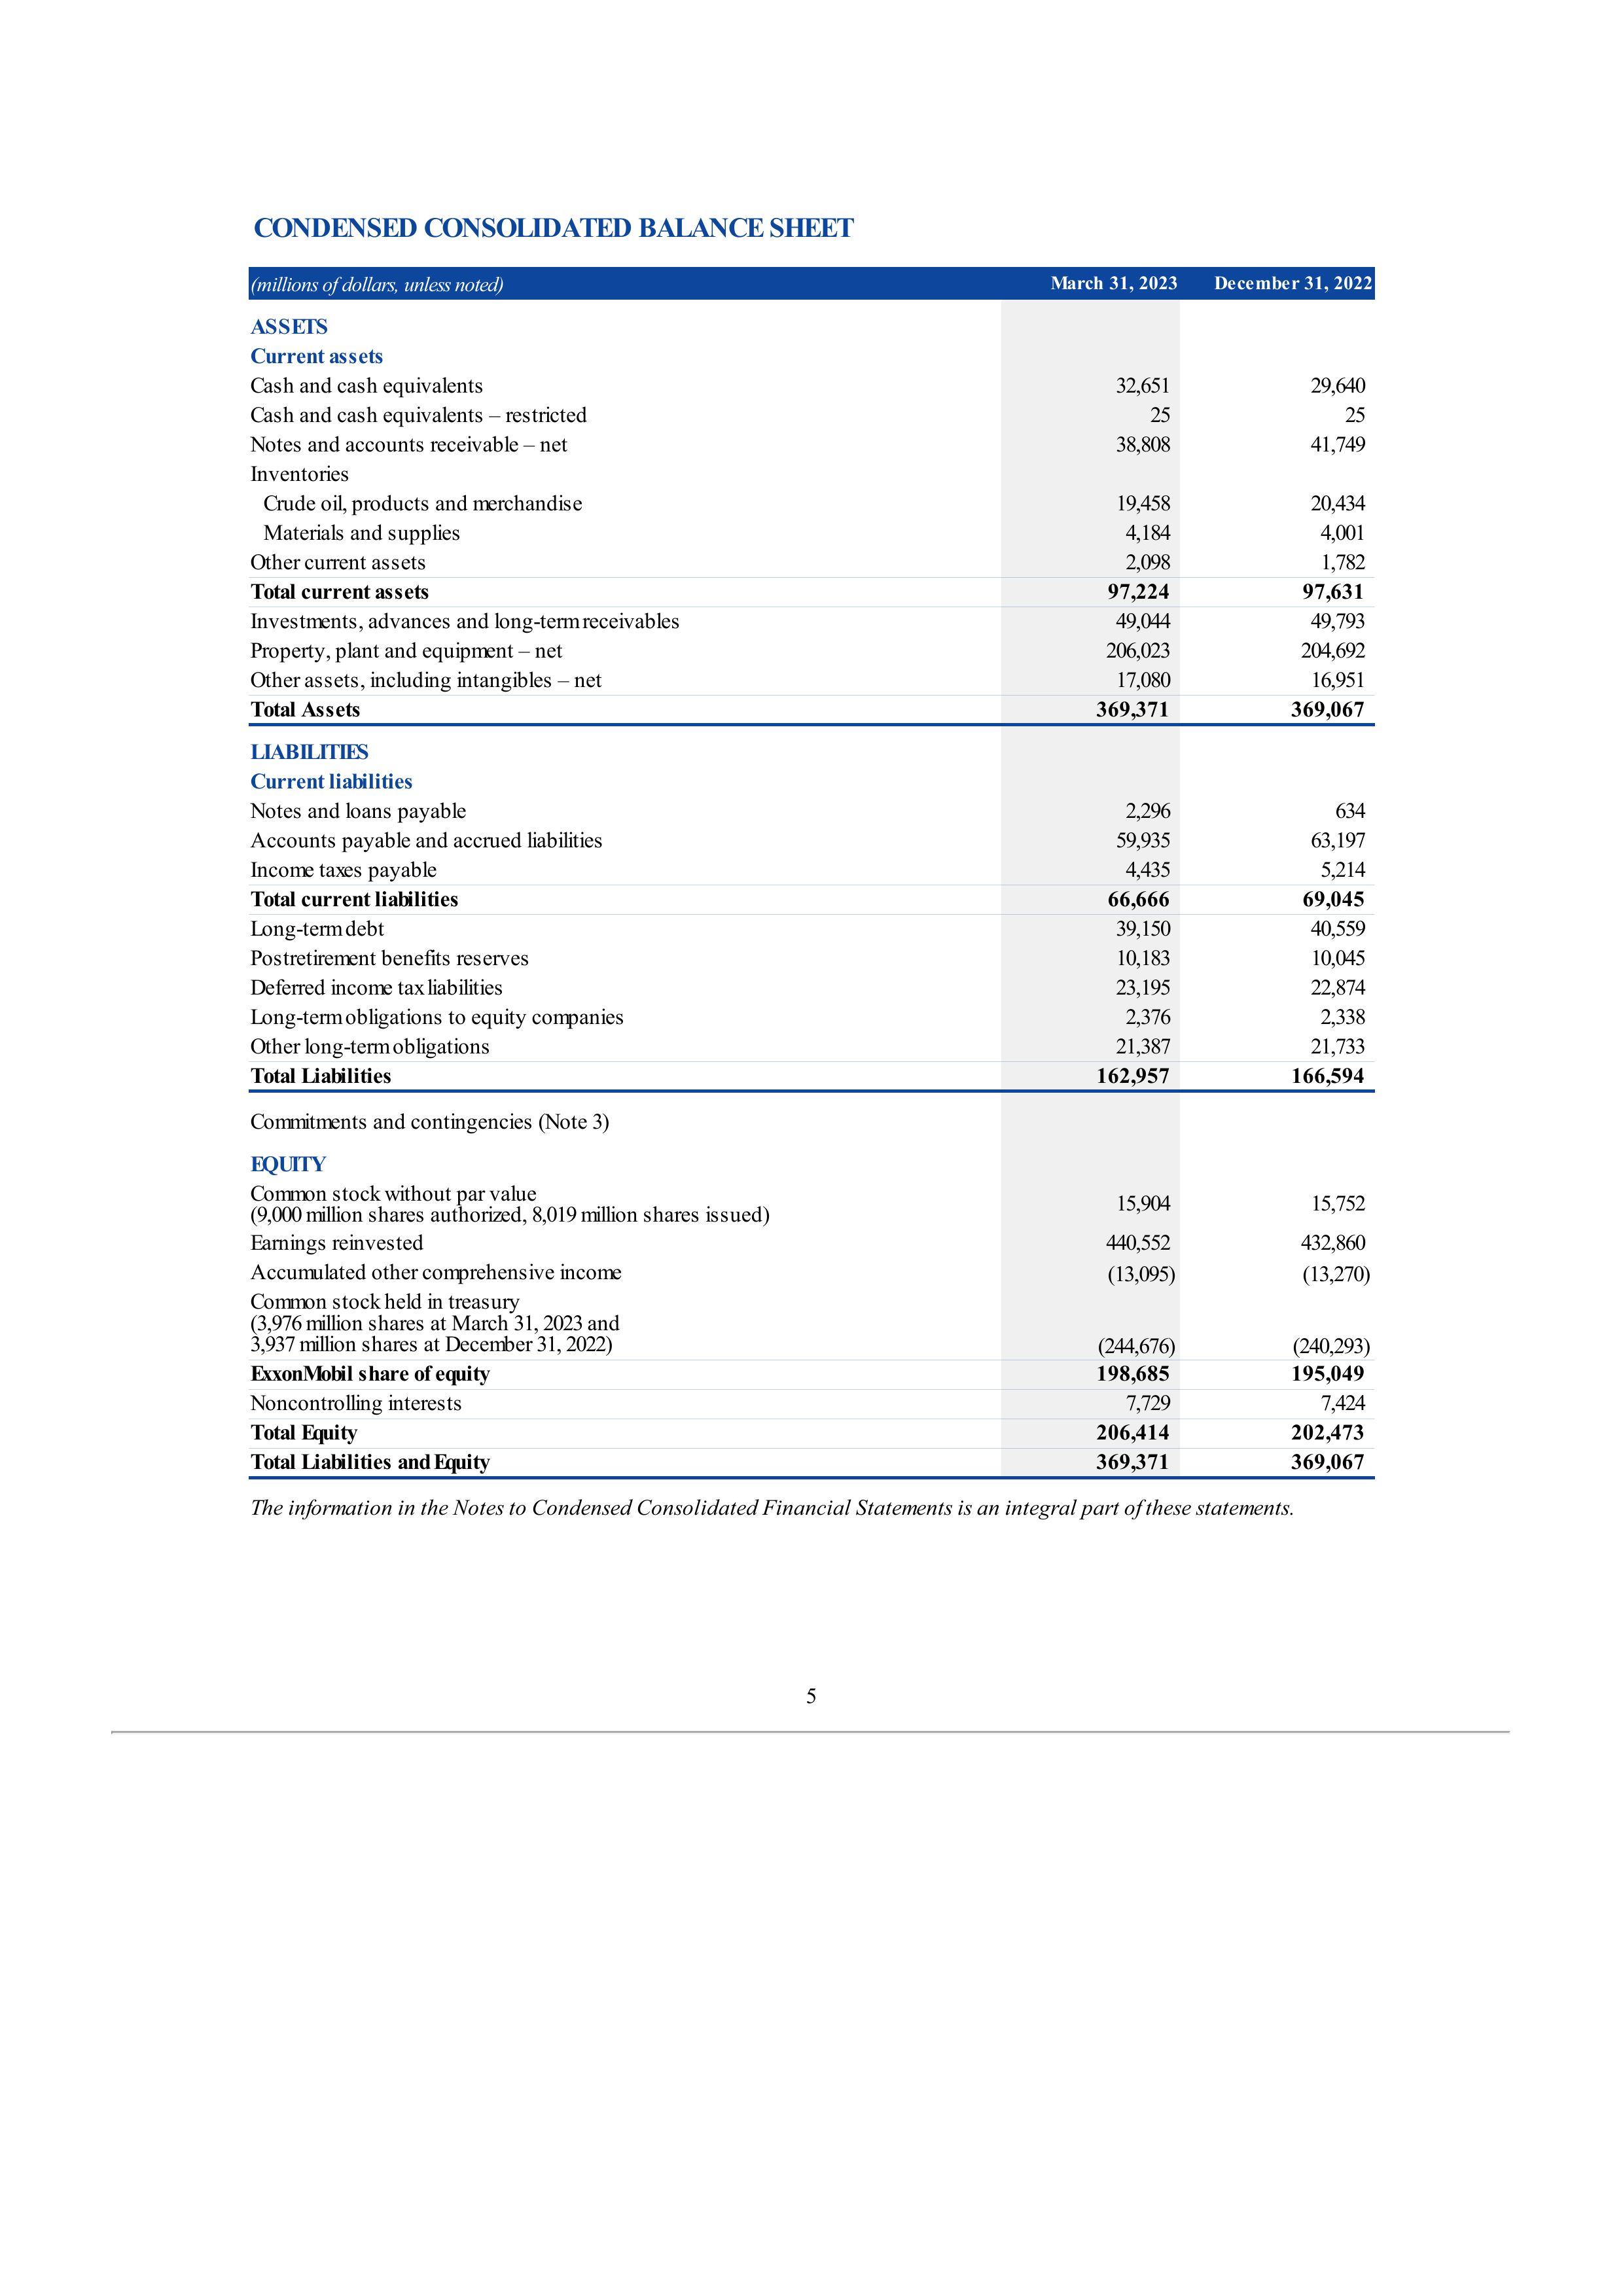 CONDENSED CONSOLIDATED BALANCE SHEET
(millions of dollars, unless noted) March 31, 2023 December 31, 2022
ASSETS
Current assets
Cash and cash equivalents 32,651 29,640
Cash and cash equivalents – restricted 25 25
Notes and accounts receivable – net 38,808 41,749
Inventories
Crude oil, products and merchandise 19,458 20,434
Materials and supplies 4,184 4,001
Other current assets 2,098 1,782
Total current assets 97,224 97,631
Investments, advances and long-term receivables 49,044 49,793
Property, plant and equipment – net 206,023 204,692
Other assets, including intangibles – net 17,080 16,951
Total Assets 369,371 369,067
LIABILITIES
Current liabilities
Notes and loans payable 2,296 634
Accounts payable and accrued liabilities 59,935 63,197
Income taxes payable 4,435 5,214
Total current liabilities 66,666 69,045
Long-term debt 39,150 40,559
Postretirement benefits reserves 10,183 10,045
Deferred income tax liabilities 23,195 22,874
Long-term obligations to equity companies 2,376 2,338
Other long-term obligations 21,387 21,733
Total Liabilities 162,957 166,594
Commitments and contingencies (Note 3)
EQUITY
Common stock without par value
(9,000 million shares authorized, 8,019 million shares issued) 15,904 15,752
Earnings reinvested 440,552 432,860
Accumulated other comprehensive income (13,095) (13,270)
Common stock held in treasury
(3,976 million shares at March 31, 2023 and
3,937 million shares at December 31, 2022) (244,676) (240,293)
ExxonMobil share of equity 198,685 195,049
Noncontrolling interests 7,729 7,424
Total Equity 206,414 202,473
Total Liabilities and Equity 369,371 369,067
The information in the Notes to Condensed Consolidated Financial Statements is an integral part of these statements.
5